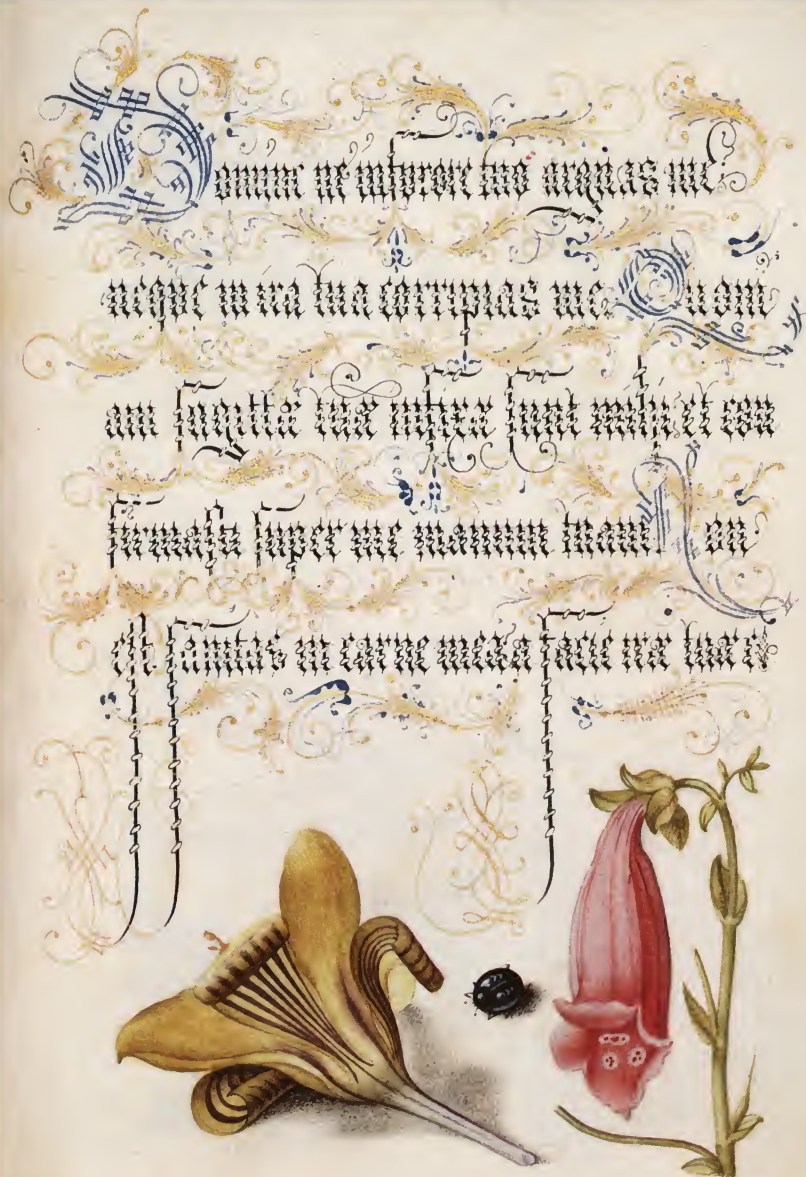 Domine ne in furore tuo arguas me:
neque in ira tua corripias me. Quoni
am sagittæ tuæ infixæ sunt mihi: et con
firmasti super me manum tuam. Non
est sanitas in carne mea a facie iræ tuæ